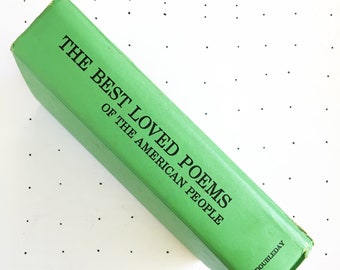 THE BEST LOVED POEMS
OF THE AMERICAN PEOPLE
DOUBLEDAY